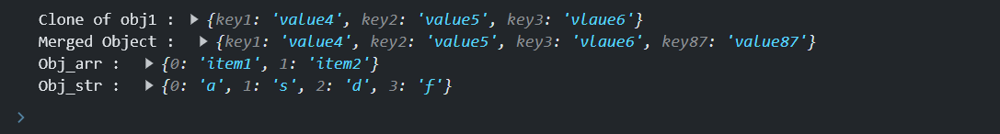 Clone of obj1 : ▶ {key1: 'value4', key2: 'value5', key3: 'vlaue6'}
Merged Object : ▶ {key1: 'value4', key2: 'value5', key3: 'vlaue6', key87: 'value87'}
Obj_arr : ▶ {0: 'item1', 1: 'item2'}
Obj_str : ▶ {0: 'a', 1: 's', 2: 'd', 3: 'f'}
>